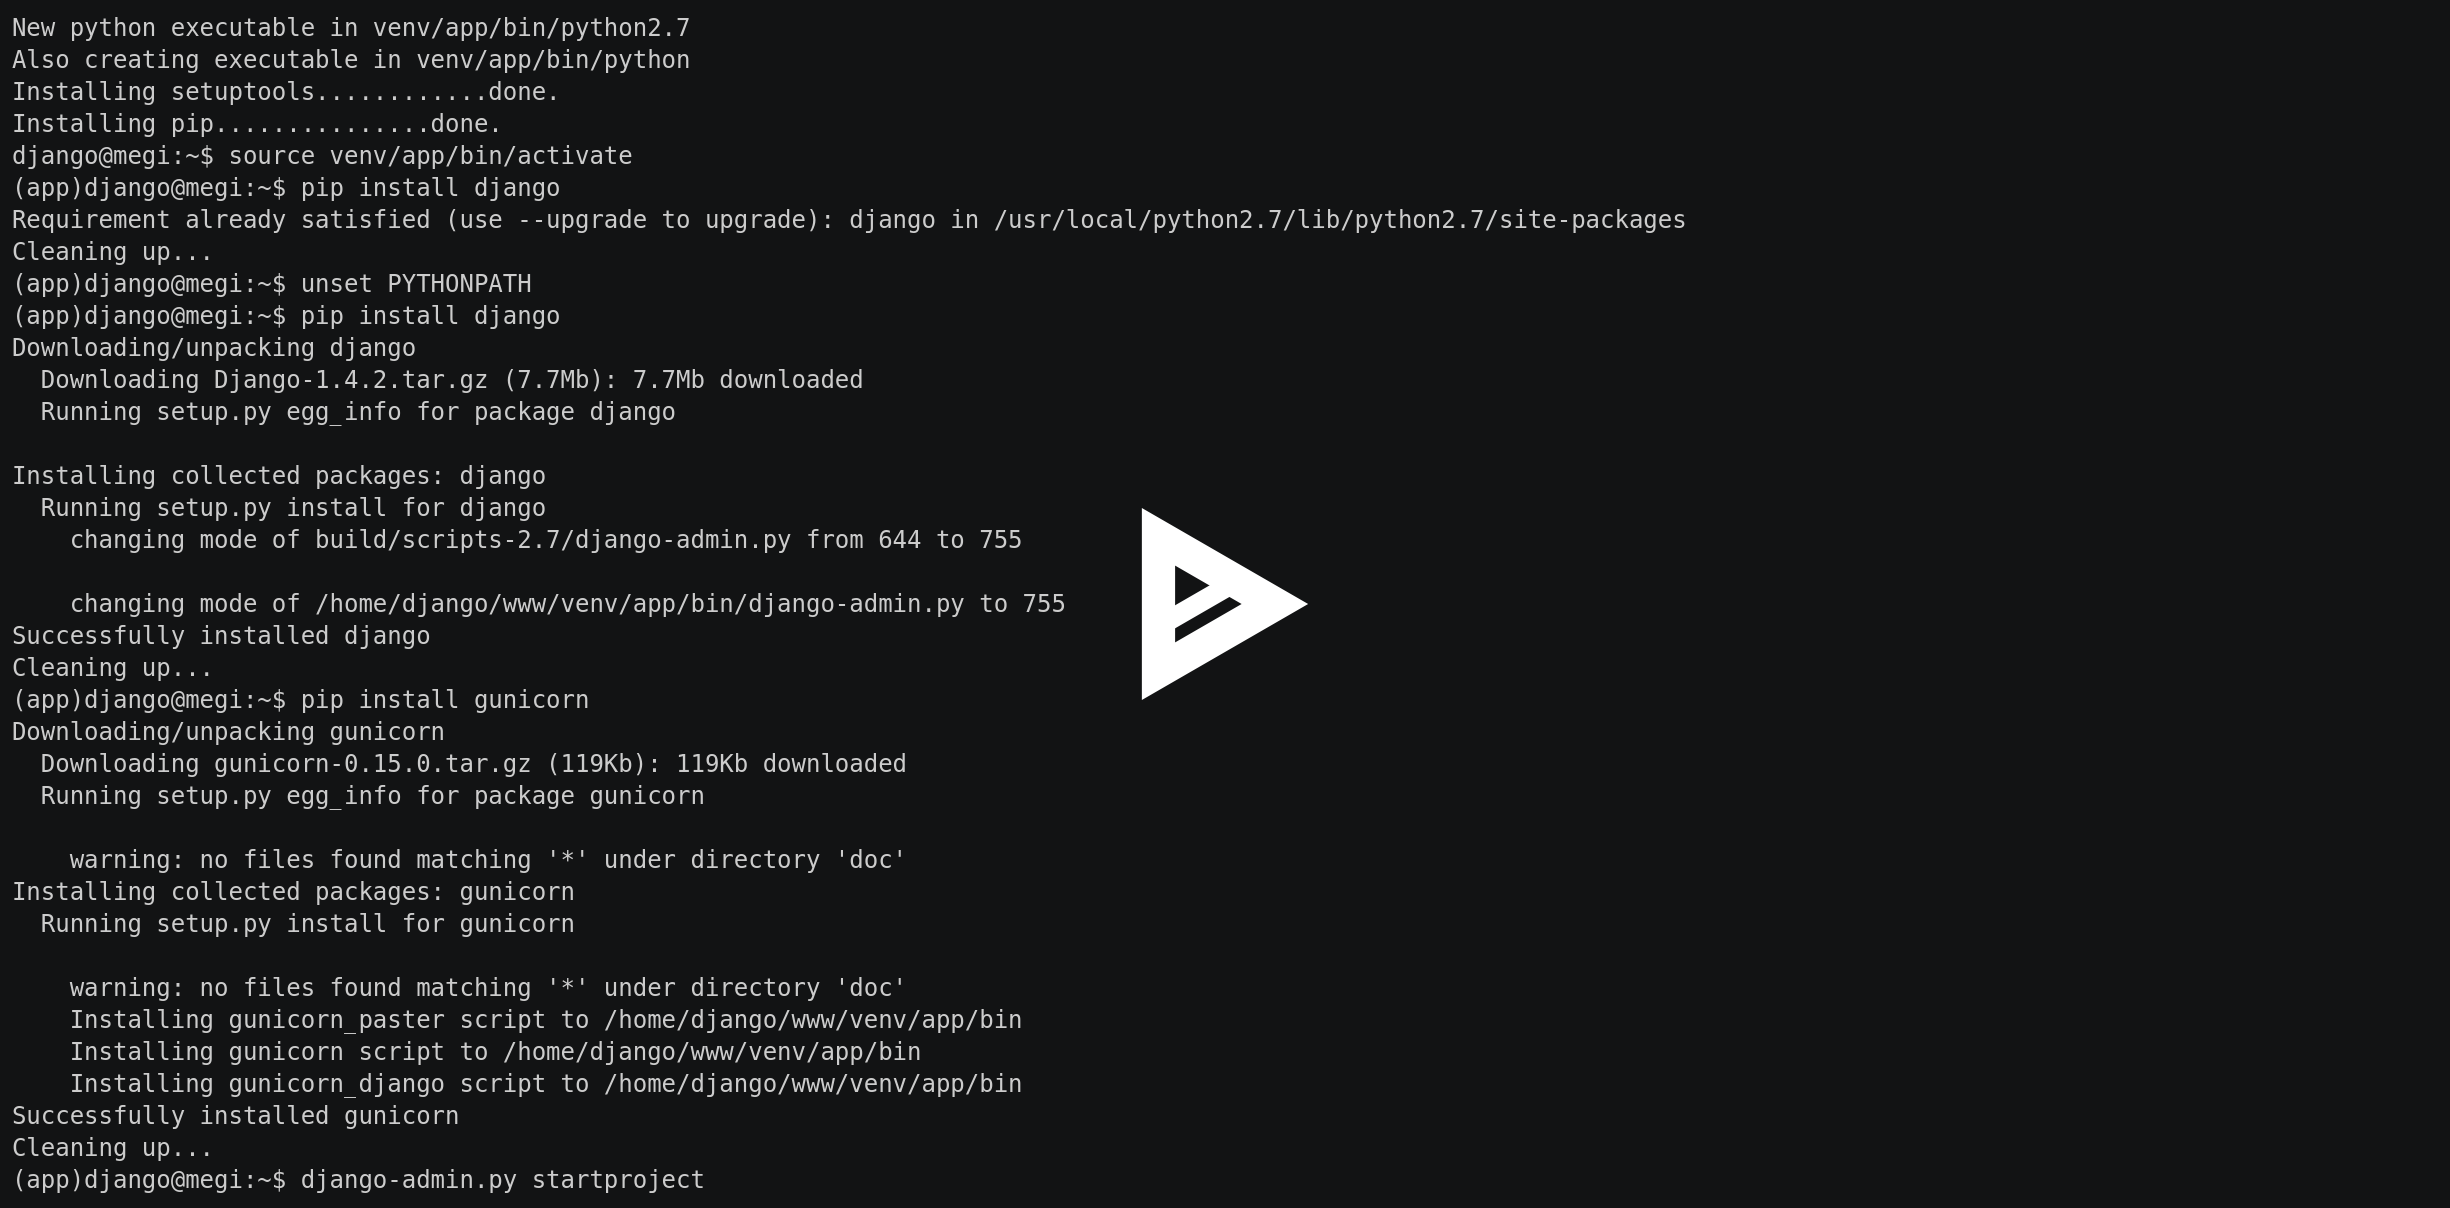 New python executable in venv/app/bin/python2.7
Also creating executable in venv/app/bin/python
Installing setuptools............done.
Installing pip...............done.
django@megi:~$ source venv/app/bin/activate
(app)django@megi:~$ pip install django
Requirement already satisfied (use --upgrade to upgrade): django in /usr/local/python2.7/lib/python2.7/site-packages
Cleaning up...
(app)django@megi:~$ unset PYTHONPATH
(app)django@megi:~$ pip install django
Downloading/unpacking django
  Downloading Django-1.4.2.tar.gz (7.7Mb): 7.7Mb downloaded
  Running setup.py egg_info for package django

Installing collected packages: django
  Running setup.py install for django
    changing mode of build/scripts-2.7/django-admin.py from 644 to 755

    changing mode of /home/django/www/venv/app/bin/django-admin.py to 755
Successfully installed django
Cleaning up...
(app)django@megi:~$ pip install gunicorn
Downloading/unpacking gunicorn
  Downloading gunicorn-0.15.0.tar.gz (119Kb): 119Kb downloaded
  Running setup.py egg_info for package gunicorn

    warning: no files found matching '*' under directory 'doc'
Installing collected packages: gunicorn
  Running setup.py install for gunicorn

    warning: no files found matching '*' under directory 'doc'
    Installing gunicorn_paster script to /home/django/www/venv/app/bin
    Installing gunicorn script to /home/django/www/venv/app/bin
    Installing gunicorn_django script to /home/django/www/venv/app/bin
Successfully installed gunicorn
Cleaning up...
(app)django@megi:~$ django-admin.py startproject